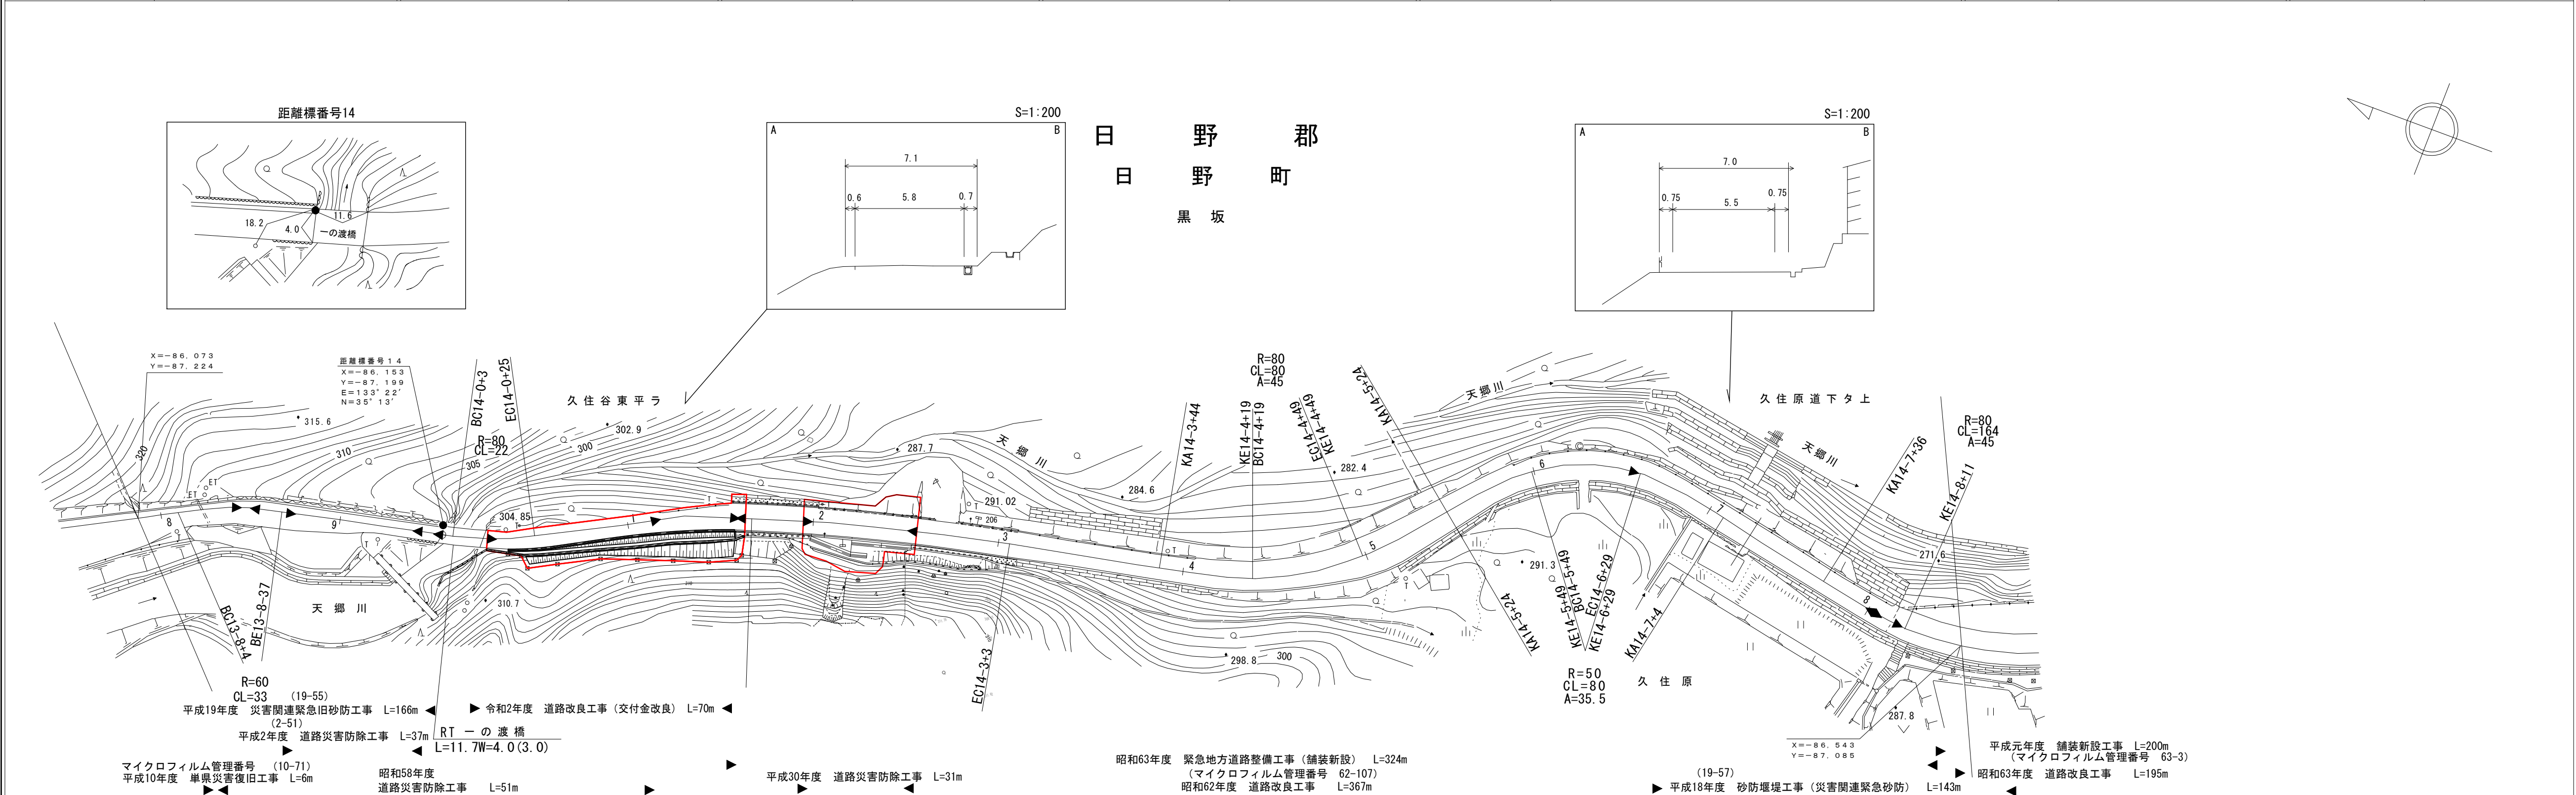 距離標番号14
18.2
11.6
4.0
一の渡橋
S=1:200
A
B
7.1
0.6
5.8
0.7
日野郡
日野町
黒坂
S=1:200
A
B
7.0
0.75
0.75
5.5
X=-86,073
Y=-87,224
距離標番号14
X=-86,153
Y=-87,199
E=133°22′
N=35°13′
BC14-0+3
EC14-0+25
R=80
CL=22
久住谷東平ラ
320
315.6
310
305
302.9
300
287.7
天郷川
284.6
KA14-3+44
KE14-4+19
BC14-4+19
R=80
CL=80
A=45
EC14-4+49
KE14-4+49
KA14-5+24
282.4
天郷川
久住原道下タ上
天郷川
KA14-7+36
KE14-8+11
R=80
CL=164
A=45
271.6
ET
ET
8
9
304.85
T
1
T
2
291.02
206
3
T
4
5
6
7
8
T
T
天郷川
310.7
BC13-8+4
BE13-8-37
R=60
CL=33
EC14-3+3
298.8
300
291.3
KA14-5+24
KE14-5+49
BC14-5+49
EC14-6+29
KE14-6+29
KA14-7+4
R=50
CL=80
A=35.5
久住原
287.8
X=-86,543
Y=-87,085
(19-55)
平成19年度 災害関連緊急旧砂防工事 L=166m
(2-51)
平成2年度 道路災害防除工事 L=37m
マイクロフィルム管理番号 (10-71)
平成10年度 単県災害復旧工事 L=6m
令和2年度 道路改良工事(交付金改良) L=70m
RT 一の渡橋
L=11.7W=4.0(3.0)
昭和58年度
道路災害防除工事 L=51m
平成30年度 道路災害防除工事 L=31m
昭和63年度 緊急地方道路整備工事(舗装新設) L=324m
(マイクロフィルム管理番号 62-107)
昭和62年度 道路改良工事 L=367m
(19-57)
平成18年度 砂防堰堤工事(災害関連緊急砂防) L=143m
平成元年度 舗装新設工事 L=200m
(マイクロフィルム管理番号 63-3)
昭和63年度 道路改良工事 L=195m